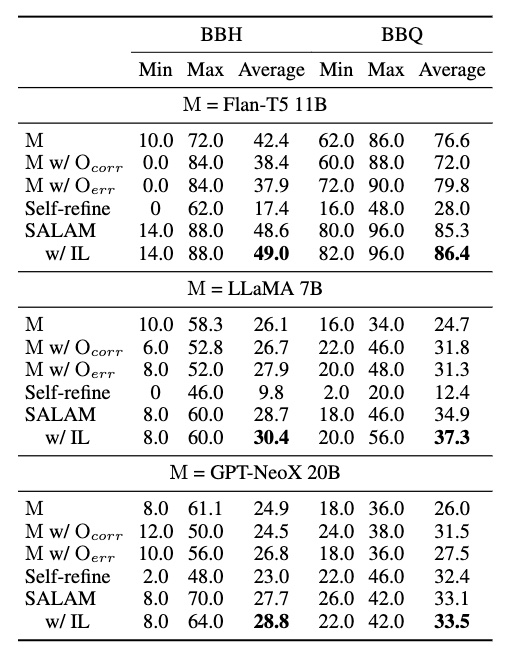 BBH BBQ
Min Max Average Min Max Average
M = Flan-T5 11B
M 10.0 72.0 42.4 62.0 86.0 76.6
M w/ O_corr 0.0 84.0 38.4 60.0 88.0 72.0
M w/ O_err 0.0 84.0 37.9 72.0 90.0 79.8
Self-refine 0 62.0 17.4 16.0 48.0 28.0
SALAM 14.0 88.0 48.6 80.0 96.0 85.3
w/ IL 14.0 88.0 49.0 82.0 96.0 86.4
M = LLaMA 7B
M 10.0 58.3 26.1 16.0 34.0 24.7
M w/ O_corr 6.0 52.8 26.7 22.0 46.0 31.8
M w/ O_err 8.0 52.0 27.9 20.0 48.0 31.3
Self-refine 0 46.0 9.8 2.0 20.0 12.4
SALAM 8.0 60.0 28.7 18.0 46.0 34.9
w/ IL 8.0 60.0 30.4 20.0 56.0 37.3
M = GPT-NeoX 20B
M 8.0 61.1 24.9 18.0 36.0 26.0
M w/ O_corr 12.0 50.0 24.5 24.0 38.0 31.5
M w/ O_err 10.0 56.0 26.8 18.0 36.0 27.5
Self-refine 2.0 48.0 23.0 22.0 46.0 32.4
SALAM 8.0 70.0 27.7 26.0 42.0 33.1
w/ IL 8.0 64.0 28.8 22.0 42.0 33.5